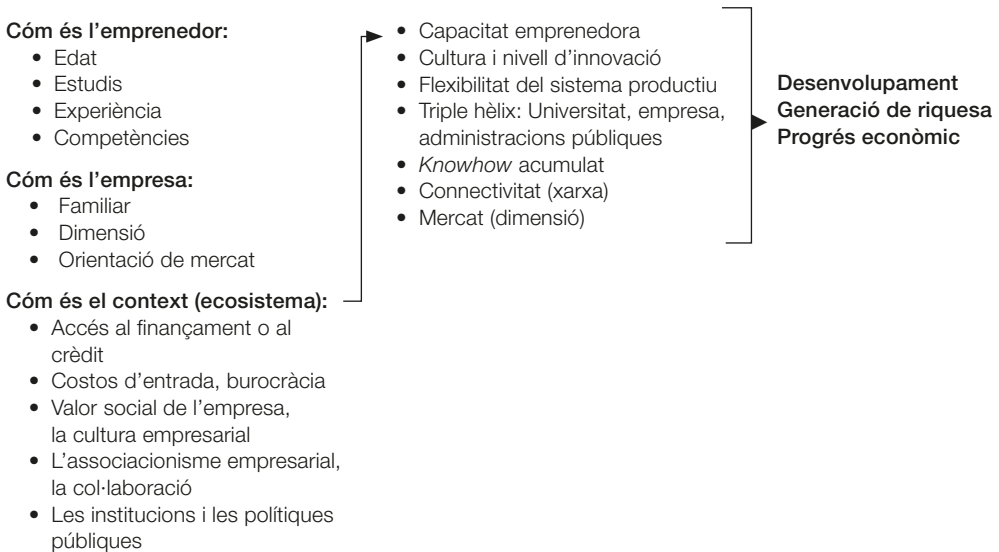 Cóm és l’emprenedor:
• Edat
• Estudis
• Experiència
• Competències
Cóm és l’empresa:
• Familiar
• Dimensió
• Orientació de mercat
Cóm és el context (ecosistema):
• Accés al finançament o al
crèdit
• Costos d’entrada, burocràcia
• Valor social de l’empresa,
la cultura empresarial
• L’associacionisme empresarial,
la col·laboració
• Les institucions i les polítiques
públiques
• Capacitat emprenedora
• Cultura i nivell d’innovació
• Flexibilitat del sistema productiu
• Triple hèlix: Universitat, empresa,
administracions públiques
• Knowhow acumulat
• Connectivitat (xarxa)
• Mercat (dimensió)
Desenvolupament
Generació de riquesa
Progrés econòmic